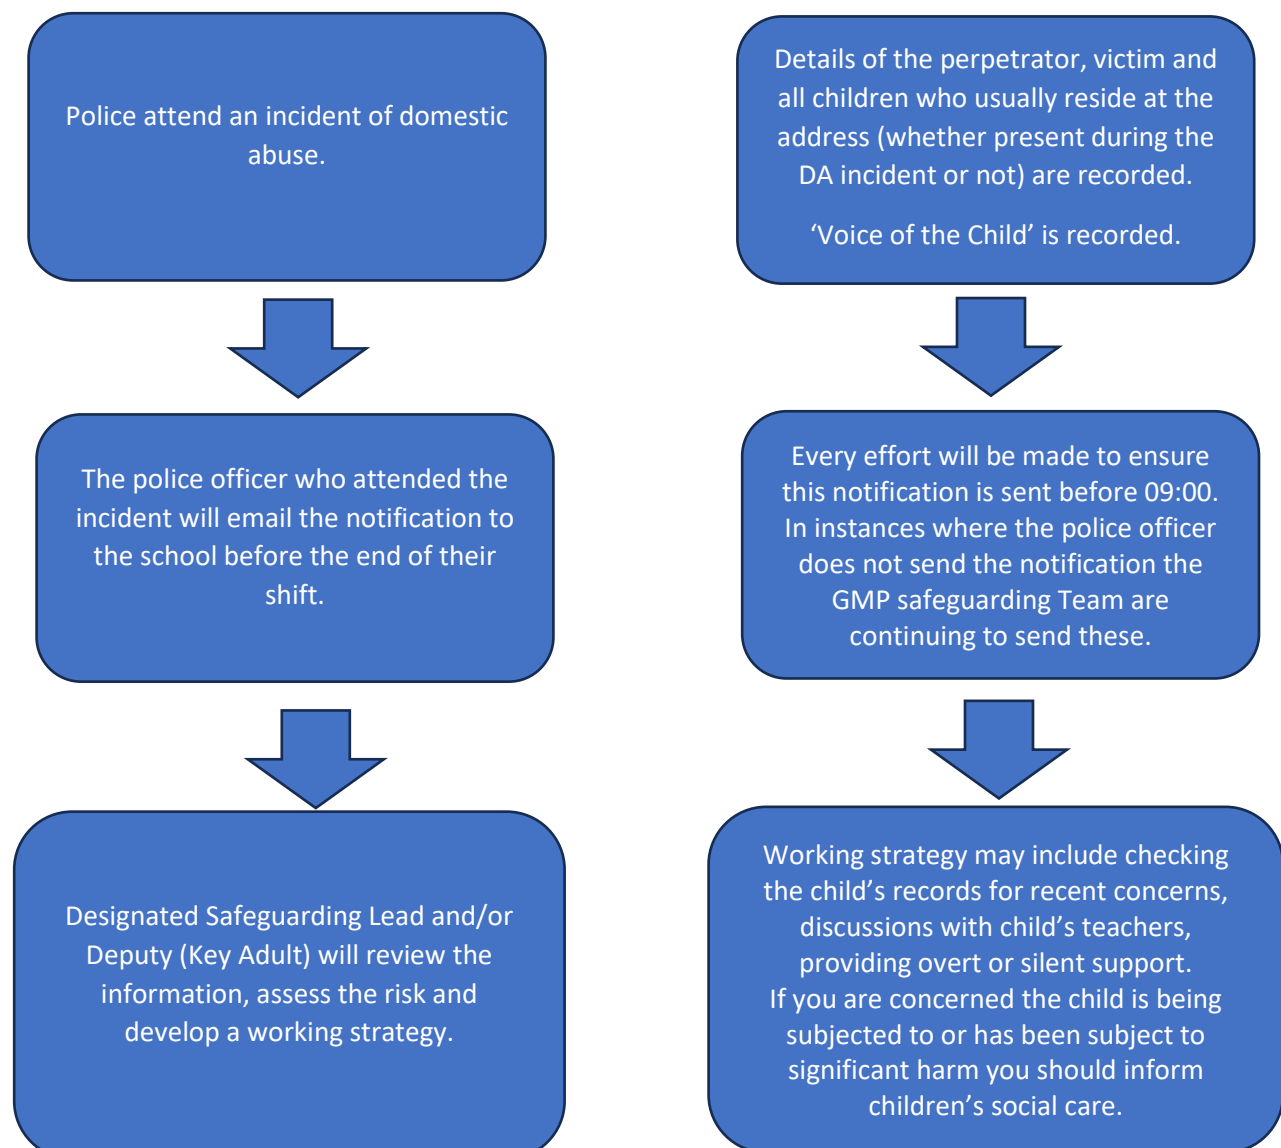 Police attend an incident of domestic
abuse.
Details of the perpetrator, victim and
all children who usually reside at the
address (whether present during the
DA incident or not) are recorded.
‘Voice of the Child’ is recorded.
The police officer who attended the
incident will email the notification to
the school before the end of their
shift.
Every effort will be made to ensure
this notification is sent before 09:00.
In instances where the police officer
does not send the notification the
GMP safeguarding Team are
continuing to send these.
Designated Safeguarding Lead and/or
Deputy (Key Adult) will review the
information, assess the risk and
develop a working strategy.
Working strategy may include checking
the child’s records for recent concerns,
discussions with child’s teachers,
providing overt or silent support.
If you are concerned the child is being
subjected to or has been subject to
significant harm you should inform
children’s social care.